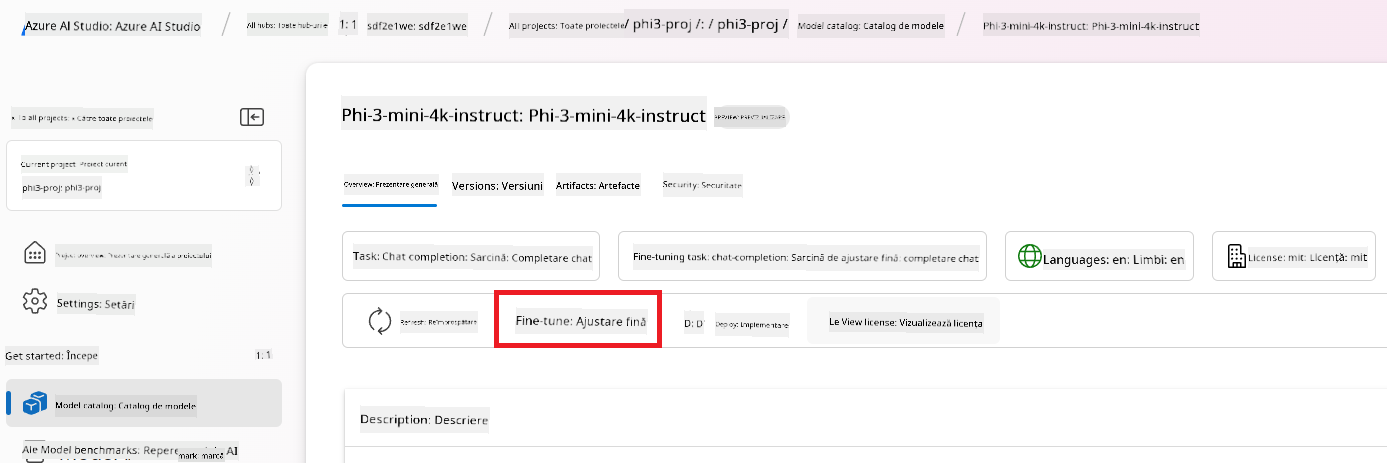 Azure AI Studio: Azure AI Studio / All hubs: Toate hub-urile 1: 1 sdf2e1we: sdf2e1we / All projects: Toate proiectele / phi3-proj /: / phi3-proj / Model catalog: Catalog de modele / Phi-3-mini-4k-instruct: Phi-3-mini-4k-instruct
To all projects: Către toate proiectele
Current project: Proiect curent
phi3-proj: phi3-proj
Project overview: Prezentare generală a proiectului
Settings: Setări
Get started: Începe 1: 1
Model catalog: Catalog de modele
Aie Model benchmarks: Repere AI
mark: marcă
Phi-3-mini-4k-instruct: Phi-3-mini-4k-instruct PREVIEW: PREVIZUALIZARE
Overview: Prezentare generală Versions: Versiuni Artifacts: Artefacte Security: Securitate
Task: Chat completion: Sarcină: Completare chat Fine-tuning task: chat-completion: Sarcină de ajustare fină: completare chat Languages: en: Limbi: en License: mit: Licență: mit
Refresh: Reîmprospătare Fine-tune: Ajustare fină D: D Deploy: Implementare Le View license: Vizualizează licența
Description: Descriere